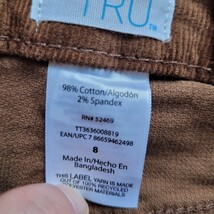 TRU™
98% Cotton/Algodón
2% Spandex
RN# 52469
TT3636008819
EAN/UPC 7 86659462498
8
Made In/Hecho En
Bangladesh
THIS LABEL YARN IS MADE
OUT OF 100% RECYCLED
POLYESTER MATERIALS